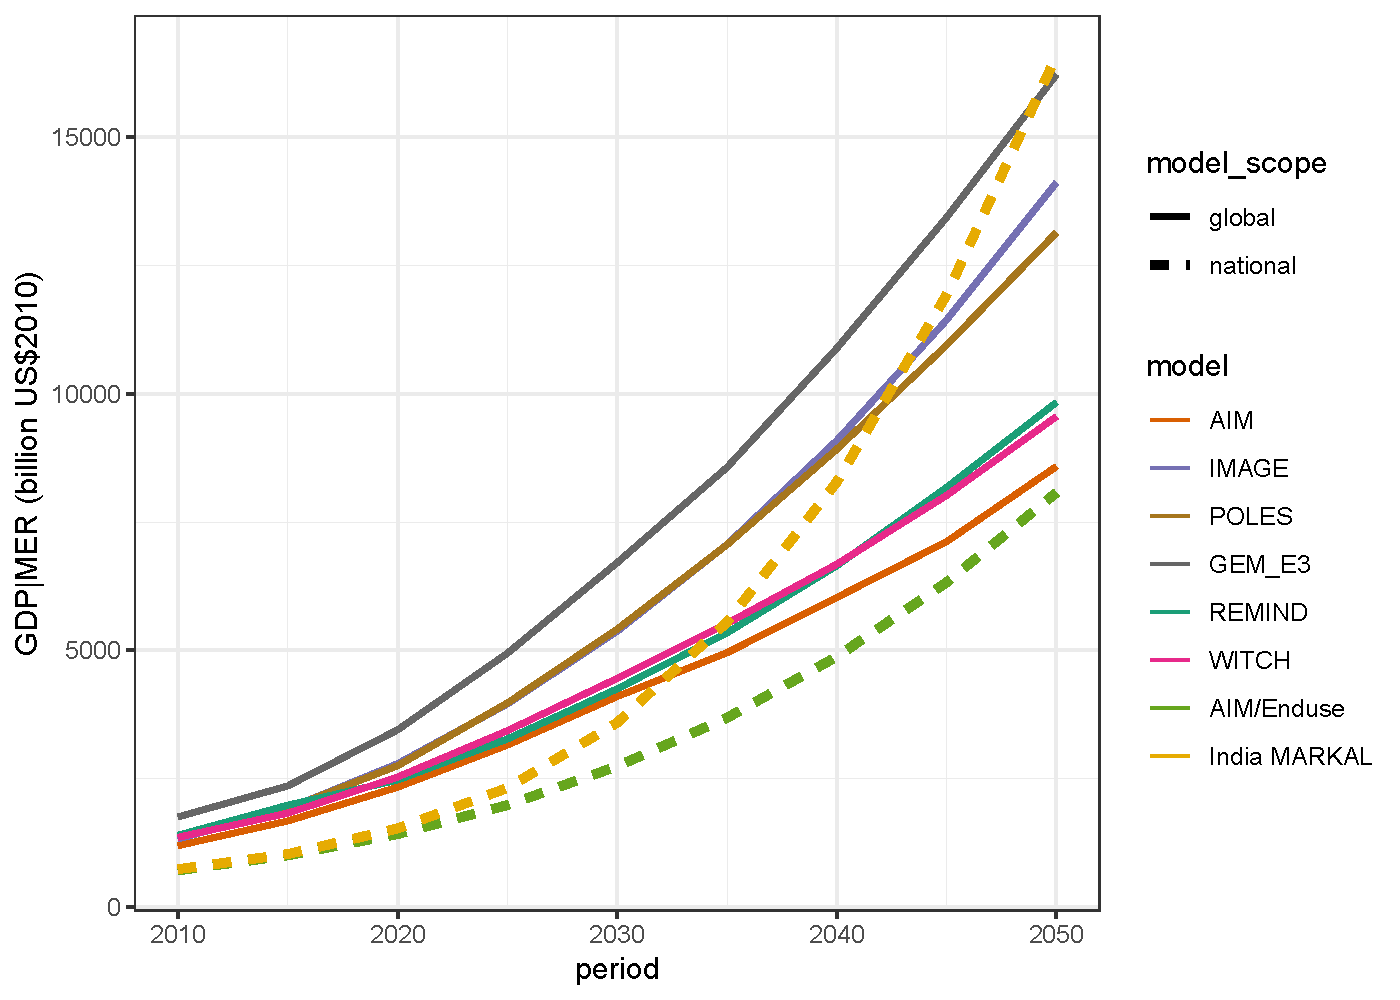 GDP|MER (billion US$2010)
15000
10000
5000
0
2010 2020 2030 2040 2050
period
model_scope
global
national
model
AIM
IMAGE
POLES
GEM_E3
REMIND
WITCH
AIM/Enduse
India MARKAL